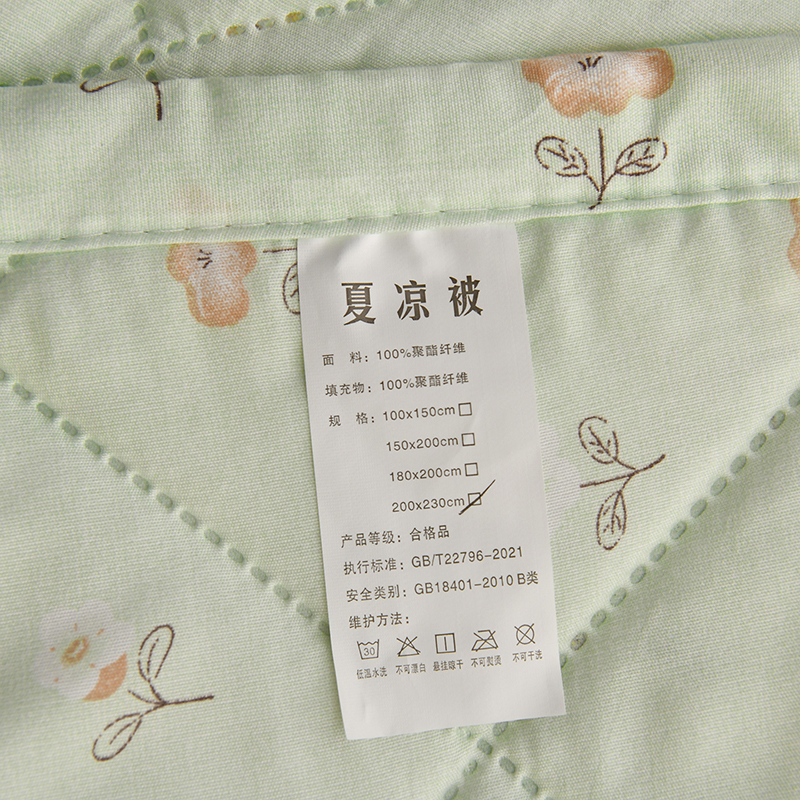 夏凉被
面 料：100%聚酯纤维
填充物：100%聚酯纤维
规 格：100x150cm□
150x200cm□
180x200cm□
200x230cm☑
产品等级：合格品
执行标准：GB/T22796-2021
安全类别：GB18401-2010 B类
维护方法：
30
低温水洗 不可漂白 悬挂晾干 不可熨烫 不可干洗